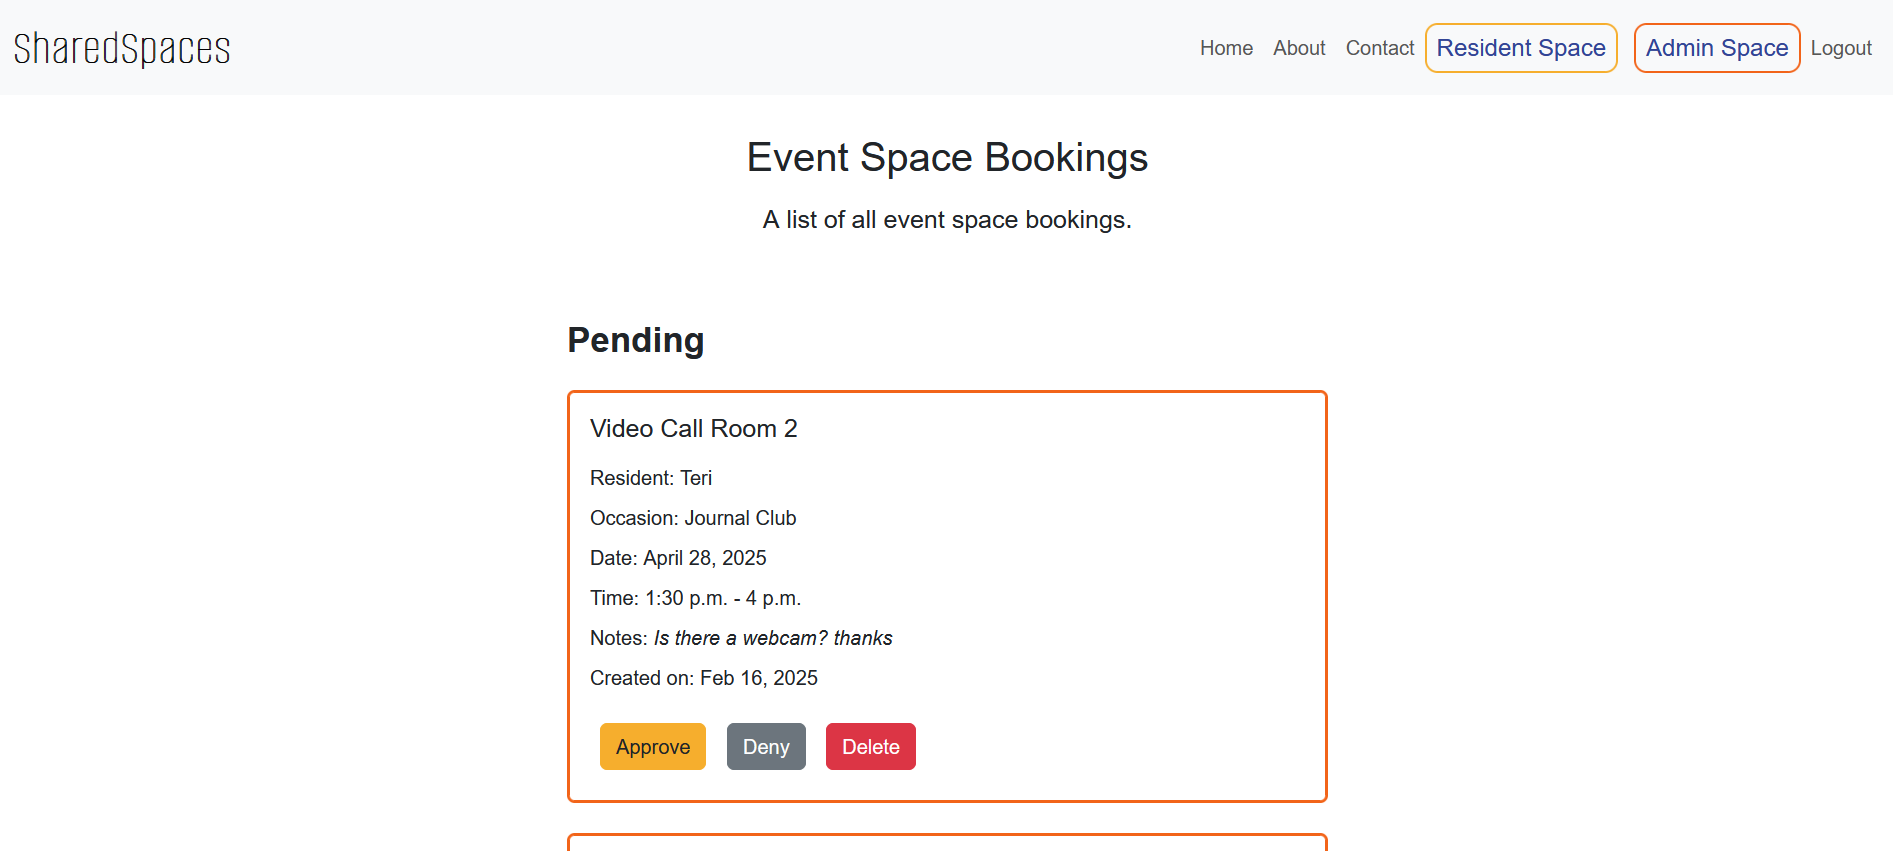 SharedSpaces
Home About Contact Resident Space Admin Space Logout
Event Space Bookings
A list of all event space bookings.
Pending
Video Call Room 2
Resident: Teri
Occasion: Journal Club
Date: April 28, 2025
Time: 1:30 p.m. - 4 p.m.
Notes: Is there a webcam? thanks
Created on: Feb 16, 2025
Approve Deny Delete